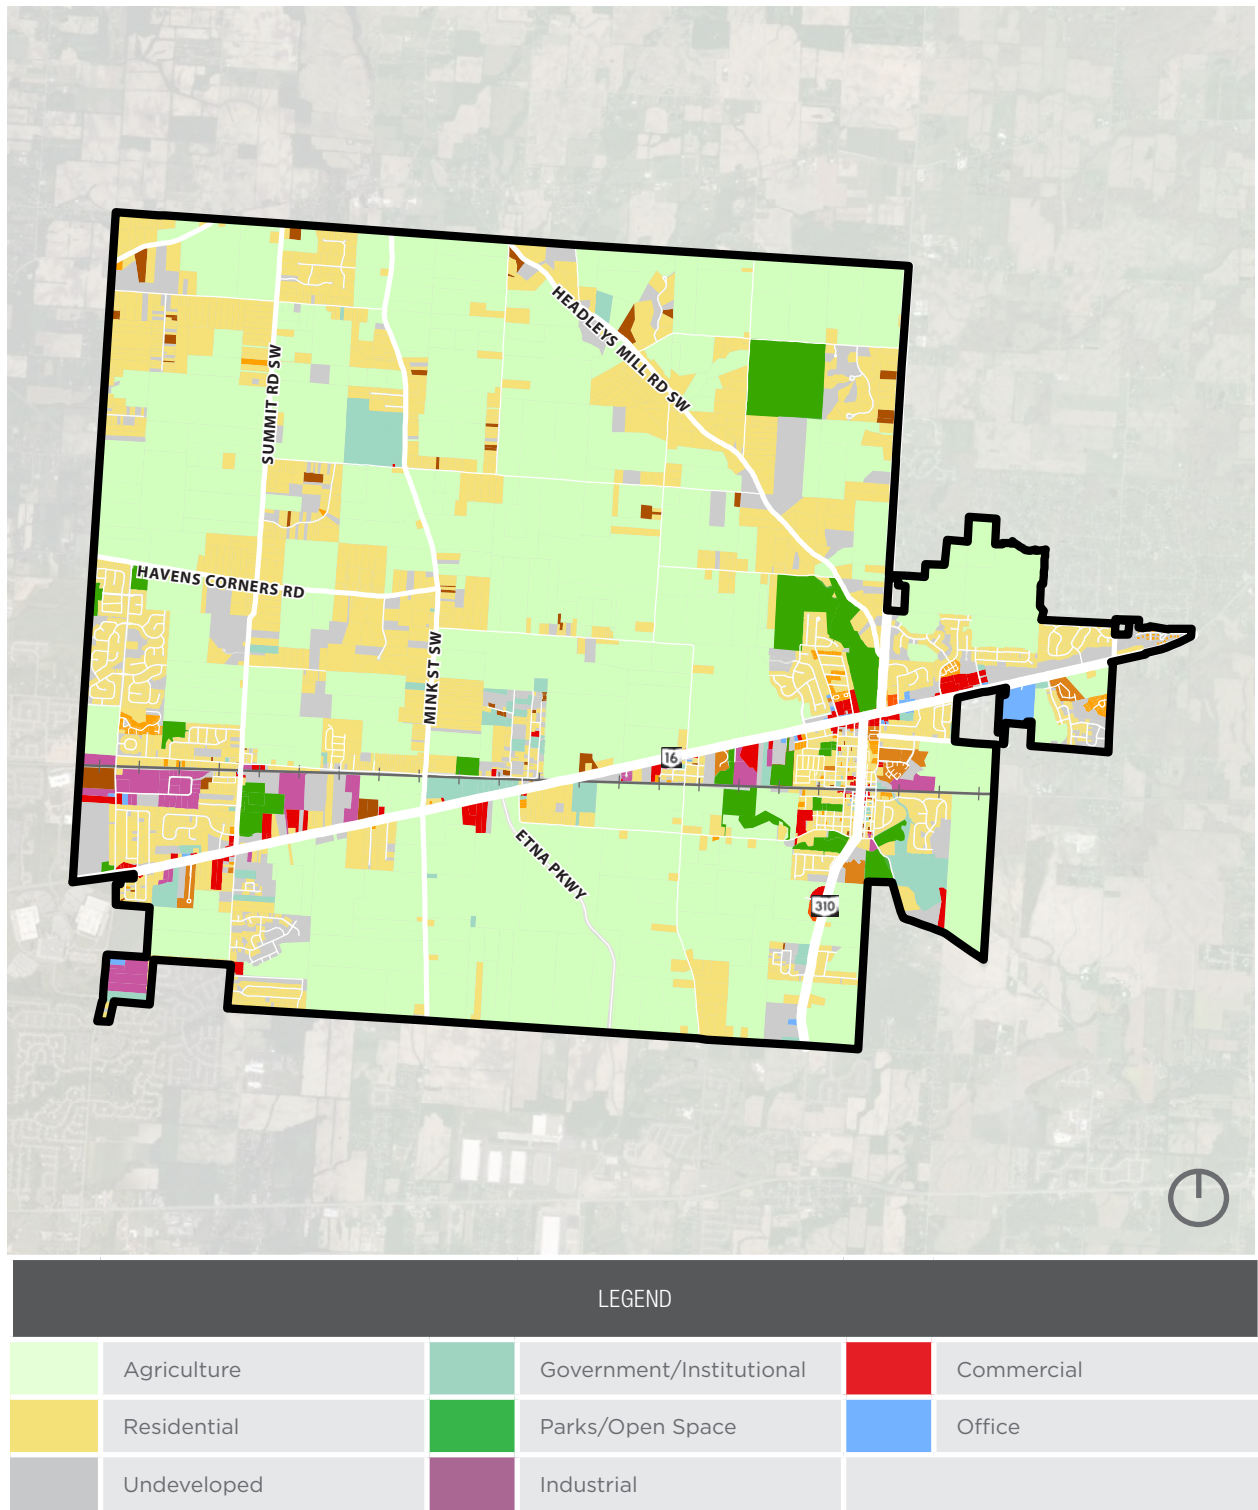 HEADLEYS MILL RD SW
SUMMIT RD SW
HAVENS CORNERS RD
MINK ST SW
16
ETNA PKWY
310
LEGEND
Agriculture
Government/Institutional
Commercial
Residential
Parks/Open Space
Office
Undeveloped
Industrial